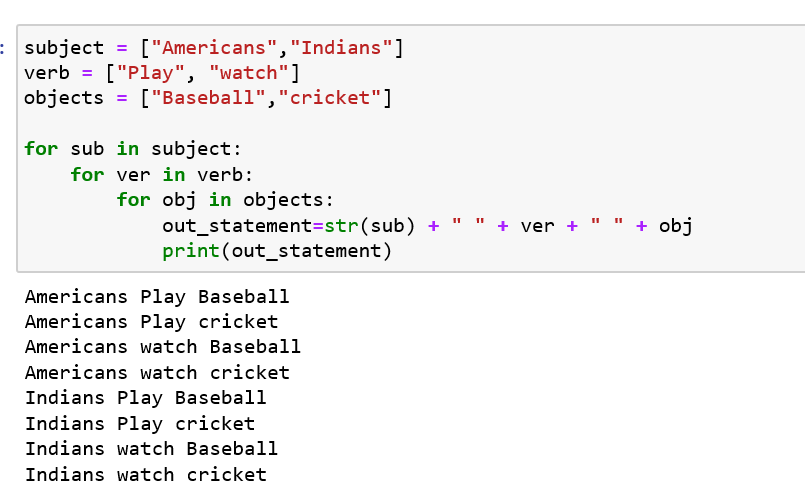 :
subject = ["Americans","Indians"]
verb = ["Play", "watch"]
objects = ["Baseball","cricket"]

for sub in subject:
    for ver in verb:
        for obj in objects:
            out_statement=str(sub) + " " + ver + " " + obj
            print(out_statement)
Americans Play Baseball
Americans Play cricket
Americans watch Baseball
Americans watch cricket
Indians Play Baseball
Indians Play cricket
Indians watch Baseball
Indians watch cricket